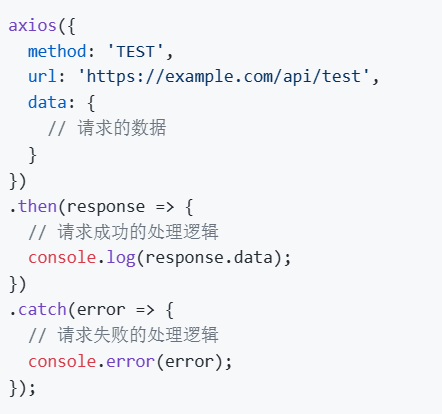 axios({
  method: 'TEST',
  url: 'https://example.com/api/test',
  data: {
    // 请求的数据
  }
})
.then(response => {
  // 请求成功的处理逻辑
  console.log(response.data);
})
.catch(error => {
  // 请求失败的处理逻辑
  console.error(error);
});